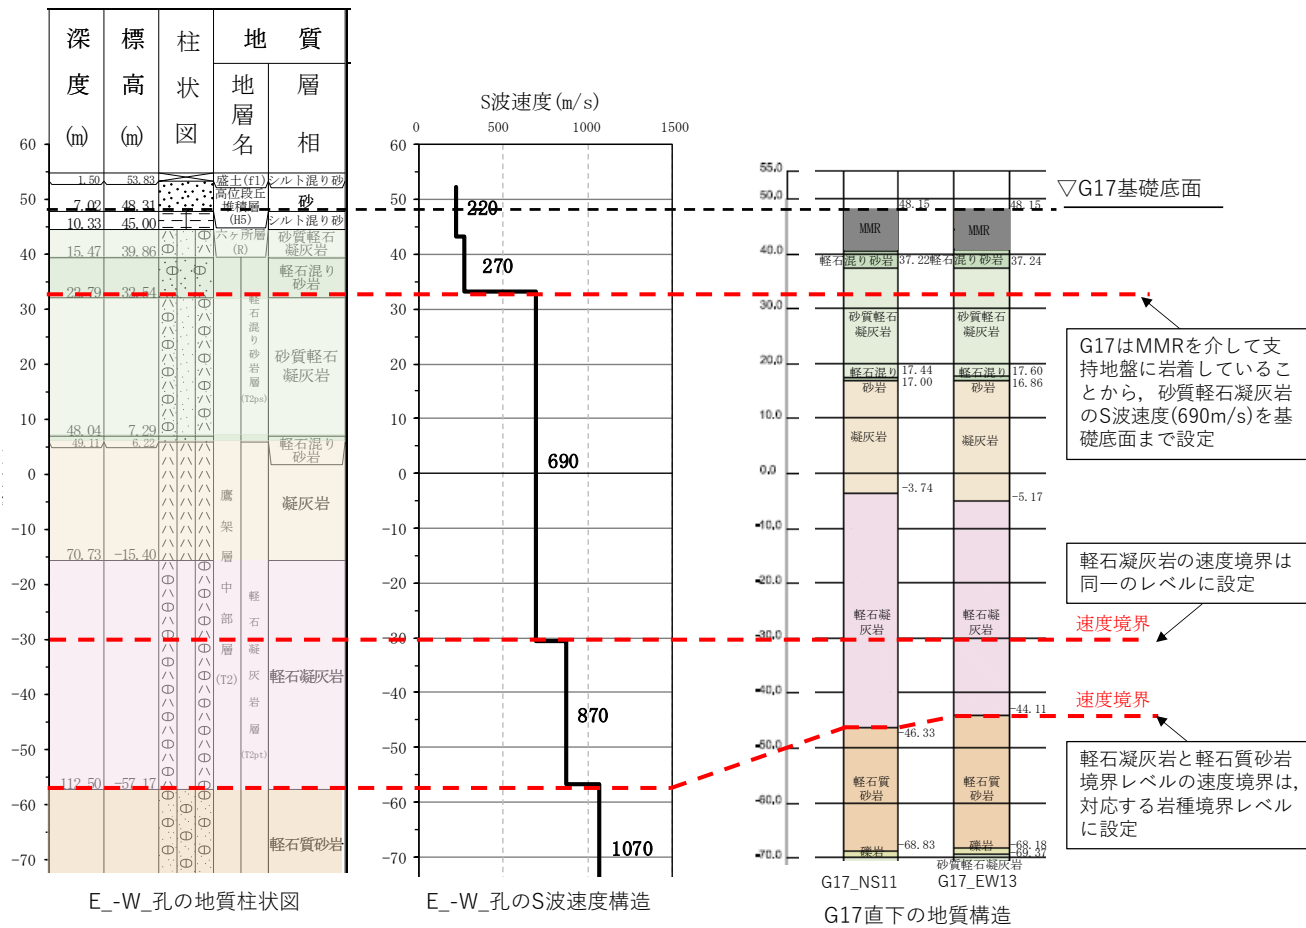 深度(m)
標高(m)
柱状図
地質
地層名
層相
60
50
40
30
20
10
0
-10
-20
-30
-40
-50
-60
-70
1.50 53.83 盛土(fl) シルト混り砂
7.02 48.31 高位段丘堆積層(H5) 砂
10.33 45.00 シルト混り砂
15.47 39.86 六ヶ所層(R) 砂質軽石凝灰岩
22.79 32.54 軽石混り砂岩
軽石混り砂岩層(T2ps)
砂質軽石凝灰岩
48.04 7.29
49.11 6.22 軽石混り砂岩
凝灰岩
70.73 -15.40
鷹架層中部層(T2)
軽石凝灰岩層(T2pt)
軽石凝灰岩
112.50 -57.17
軽石質砂岩
E_-W_孔の地質柱状図
S波速度(m/s)
0 500 1000 1500
60
50
40
30
20
10
0
-10
-20
-30
-40
-50
-60
-70
220
270
690
870
1070
E_-W_孔のS波速度構造
55.0
50.0
40.0
30.0
20.0
10.0
0.0
-10.0
-20.0
-30.0
-40.0
-50.0
-60.0
-70.0
▽G17基礎底面
48.15 48.15
MMR MMR
軽石混り砂岩 37.22 軽石混り砂岩 37.24
砂質軽石凝灰岩 砂質軽石凝灰岩
軽石混り砂岩 17.44 軽石混り砂岩 17.60
17.00 16.86
凝灰岩 凝灰岩
-3.74 -5.17
軽石凝灰岩 軽石凝灰岩
-46.33 -44.11
軽石質砂岩 軽石質砂岩
礫岩 -68.83 礫岩 -68.18
-69.37
砂質軽石凝灰岩
G17_NS11 G17_EW13
G17直下の地質構造
G17はMMRを介して支
持地盤に岩着しているこ
とから，砂質軽石凝灰岩
のS波速度(690m/s)を基
礎底面まで設定
軽石凝灰岩の速度境界は
同一のレベルに設定
速度境界
速度境界
軽石凝灰岩と軽石質砂岩
境界レベルの速度境界は，
対応する岩種境界レベル
に設定